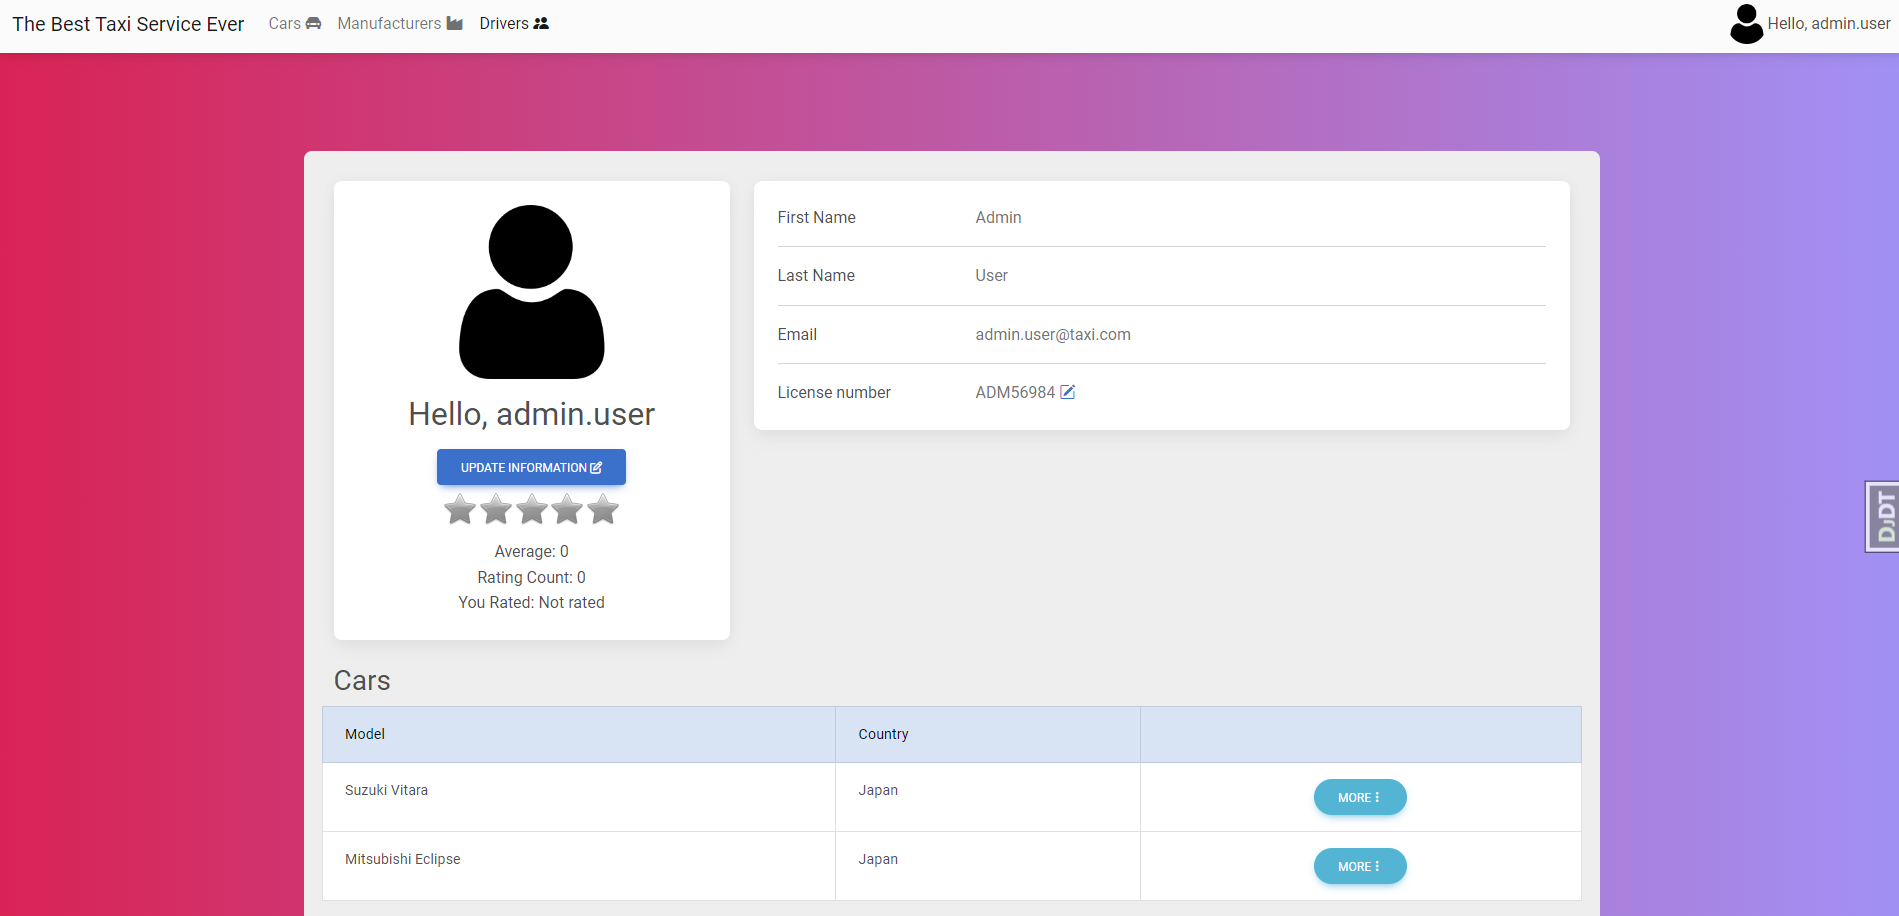 The Best Taxi Service Ever Cars Manufacturers Drivers Hello, admin.user
Hello, admin.user
UPDATE INFORMATION
Average: 0
Rating Count: 0
You Rated: Not rated
First Name Admin
Last Name User
Email admin.user@taxi.com
License number ADM56984
DjDT
Cars
Model Country
Suzuki Vitara Japan MORE
Mitsubishi Eclipse Japan MORE